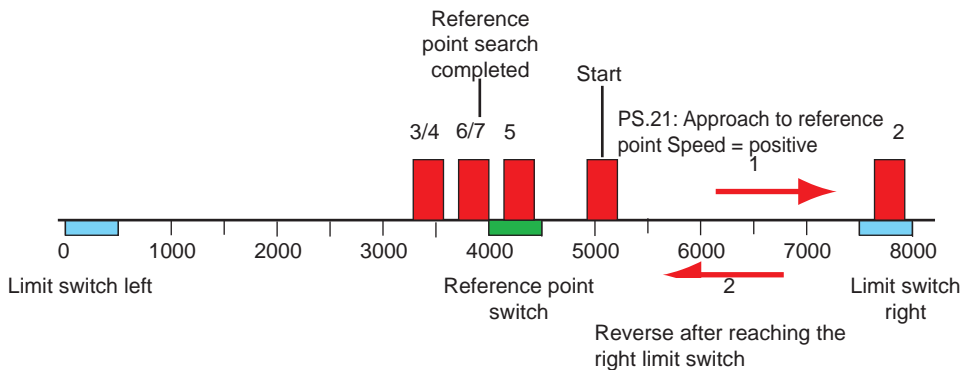 Reference
point search
completed
Start
3/4
6/7
5
PS.21: Approach to reference
point Speed = positive
1
2
0
1000
2000
3000
4000
5000
6000
7000
8000
Limit switch left
Reference point
switch
2
Limit switch
right
Reverse after reaching the
right limit switch